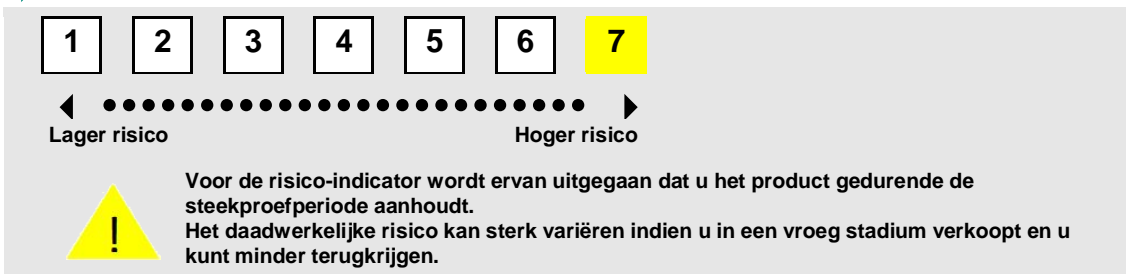 1 2 3 4 5 6 7
Lager risico Hoger risico
!
Voor de risico-indicator wordt ervan uitgegaan dat u het product gedurende de
steekproefperiode aanhoudt.
Het daadwerkelijke risico kan sterk variëren indien u in een vroeg stadium verkoopt en u
kunt minder terugkrijgen.